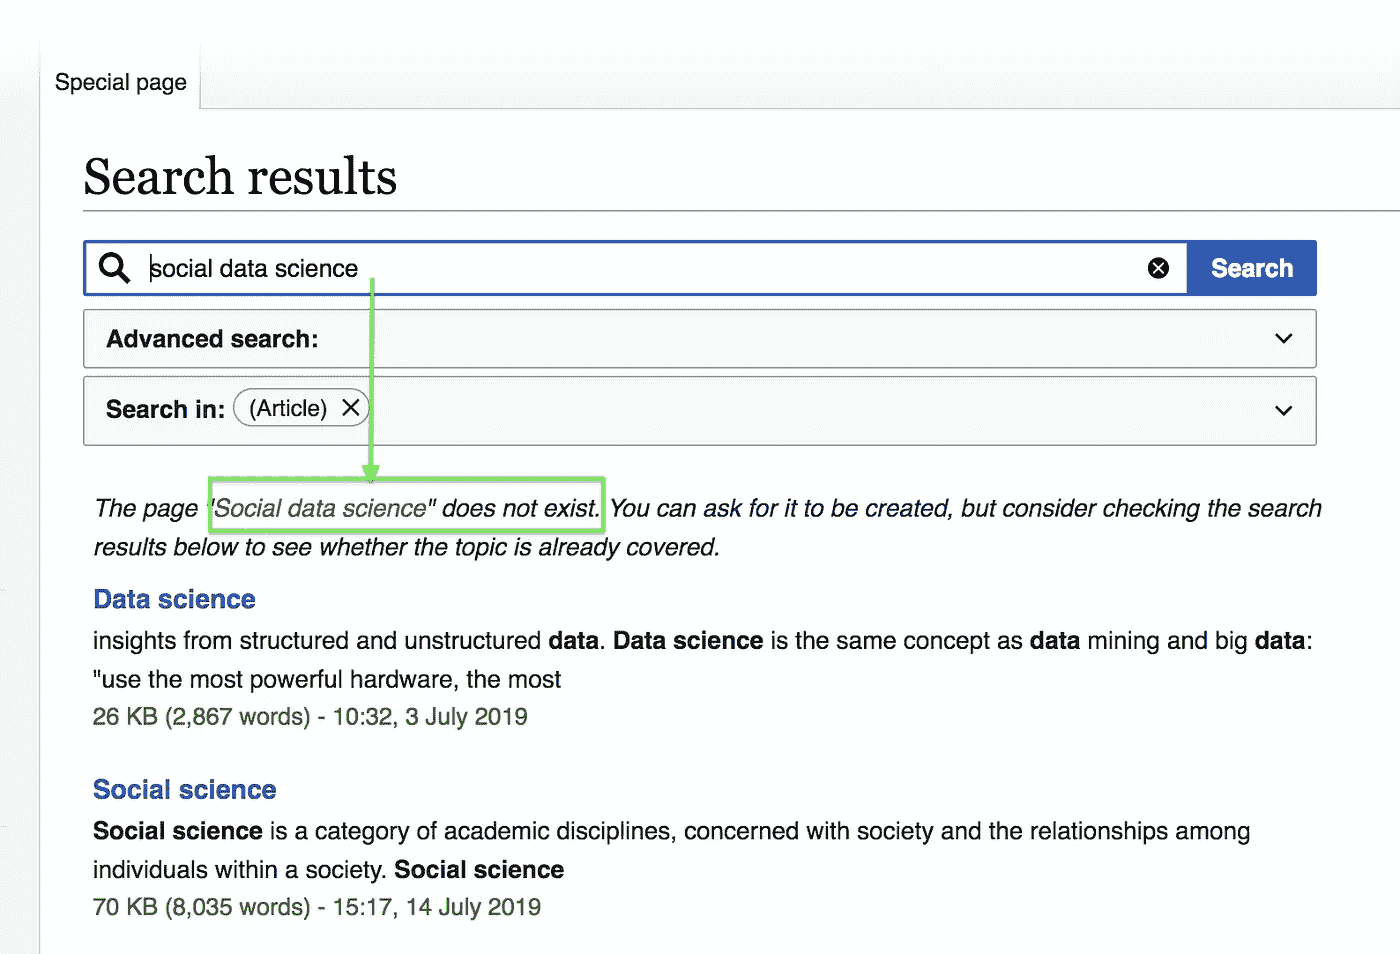 Special page
Search results
social data science
Search
Advanced search:
Search in: (Article)
The page "Social data science" does not exist. You can ask for it to be created, but consider checking the search
results below to see whether the topic is already covered.
Data science
insights from structured and unstructured data. Data science is the same concept as data mining and big data:
"use the most powerful hardware, the most
26 KB (2,867 words) - 10:32, 3 July 2019
Social science
Social science is a category of academic disciplines, concerned with society and the relationships among
individuals within a society. Social science
70 KB (8,035 words) - 15:17, 14 July 2019